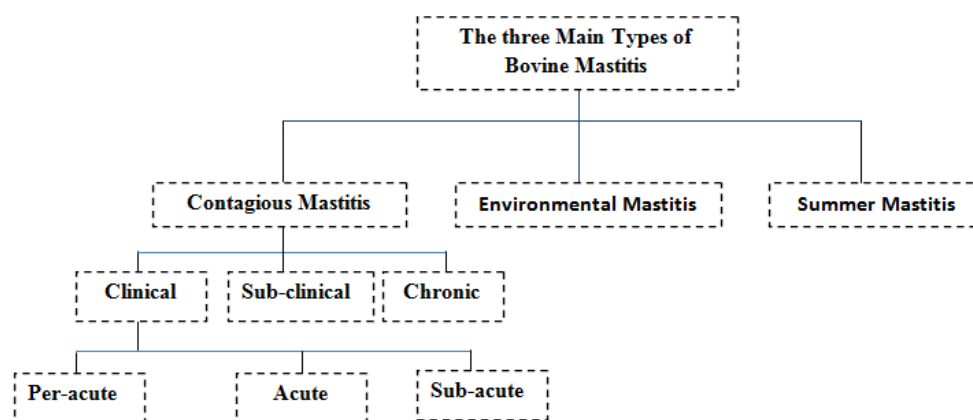 The three Main Types of
Bovine Mastitis
Contagious Mastitis
Environmental Mastitis
Summer Mastitis
Clinical
Sub-clinical
Chronic
Per-acute
Acute
Sub-acute